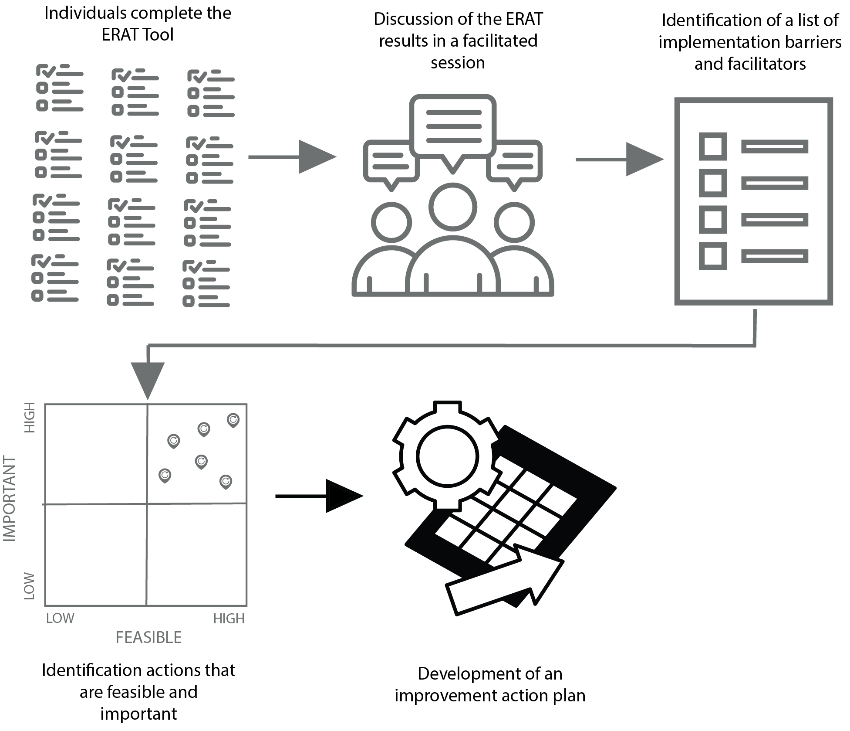 Individuals complete the
ERAT Tool
Discussion of the ERAT
results in a facilitated
session
Identification of a list of
implementation barriers
and facilitators
HIGH
IMPORTANT
LOW
LOW
HIGH
FEASIBLE
Identification actions that
are feasible and
important
Development of an
improvement action plan